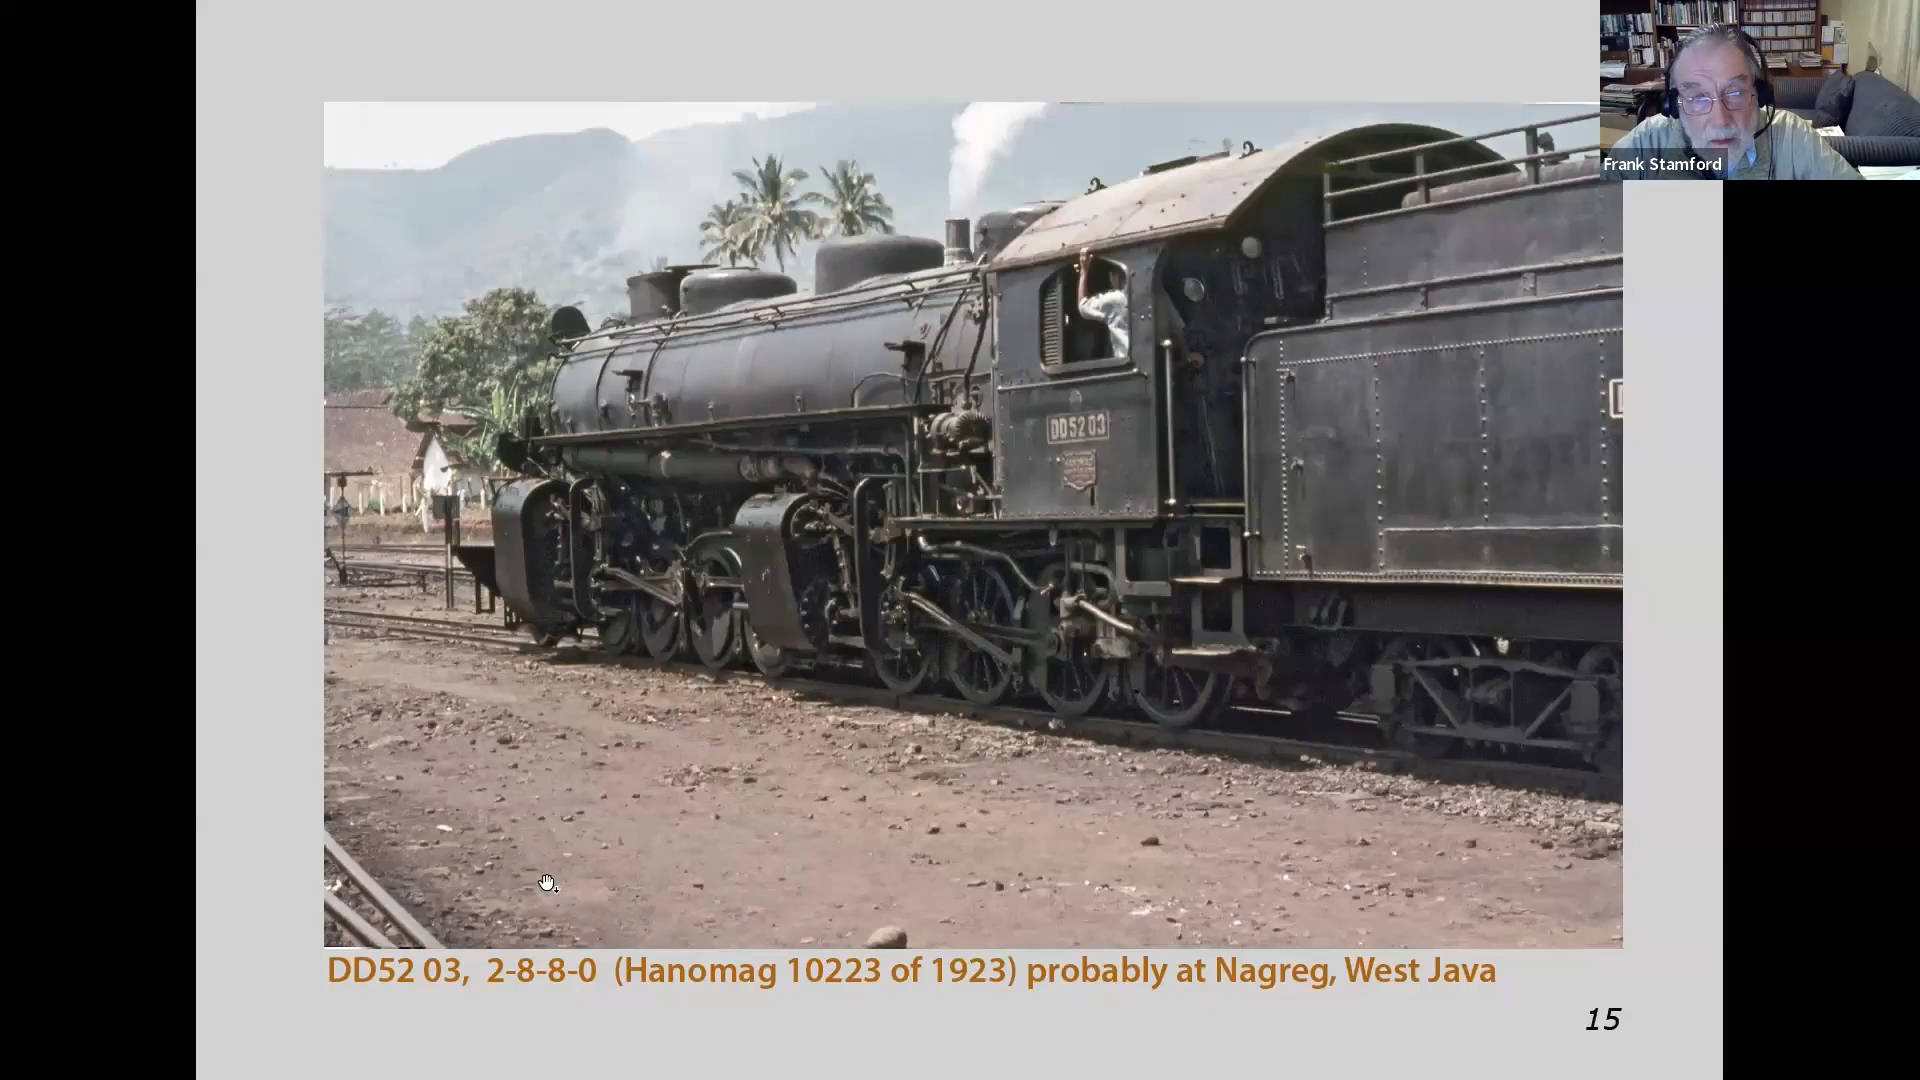 Frank Stamford
DD52 03
DD52 03, 2-8-8-0 (Hanomag 10223 of 1923) probably at Nagreg, West Java
15